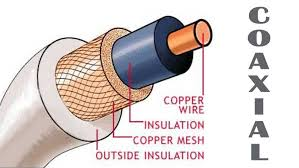 COPPER
WIRE
INSULATION
COPPER MESH
OUTSIDE INSULATION
COAXIAL